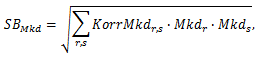 SB_{Mkd} = \sqrt{\sum_{r,s} KorrMkd_{r,s} \cdot Mkd_r \cdot Mkd_s},